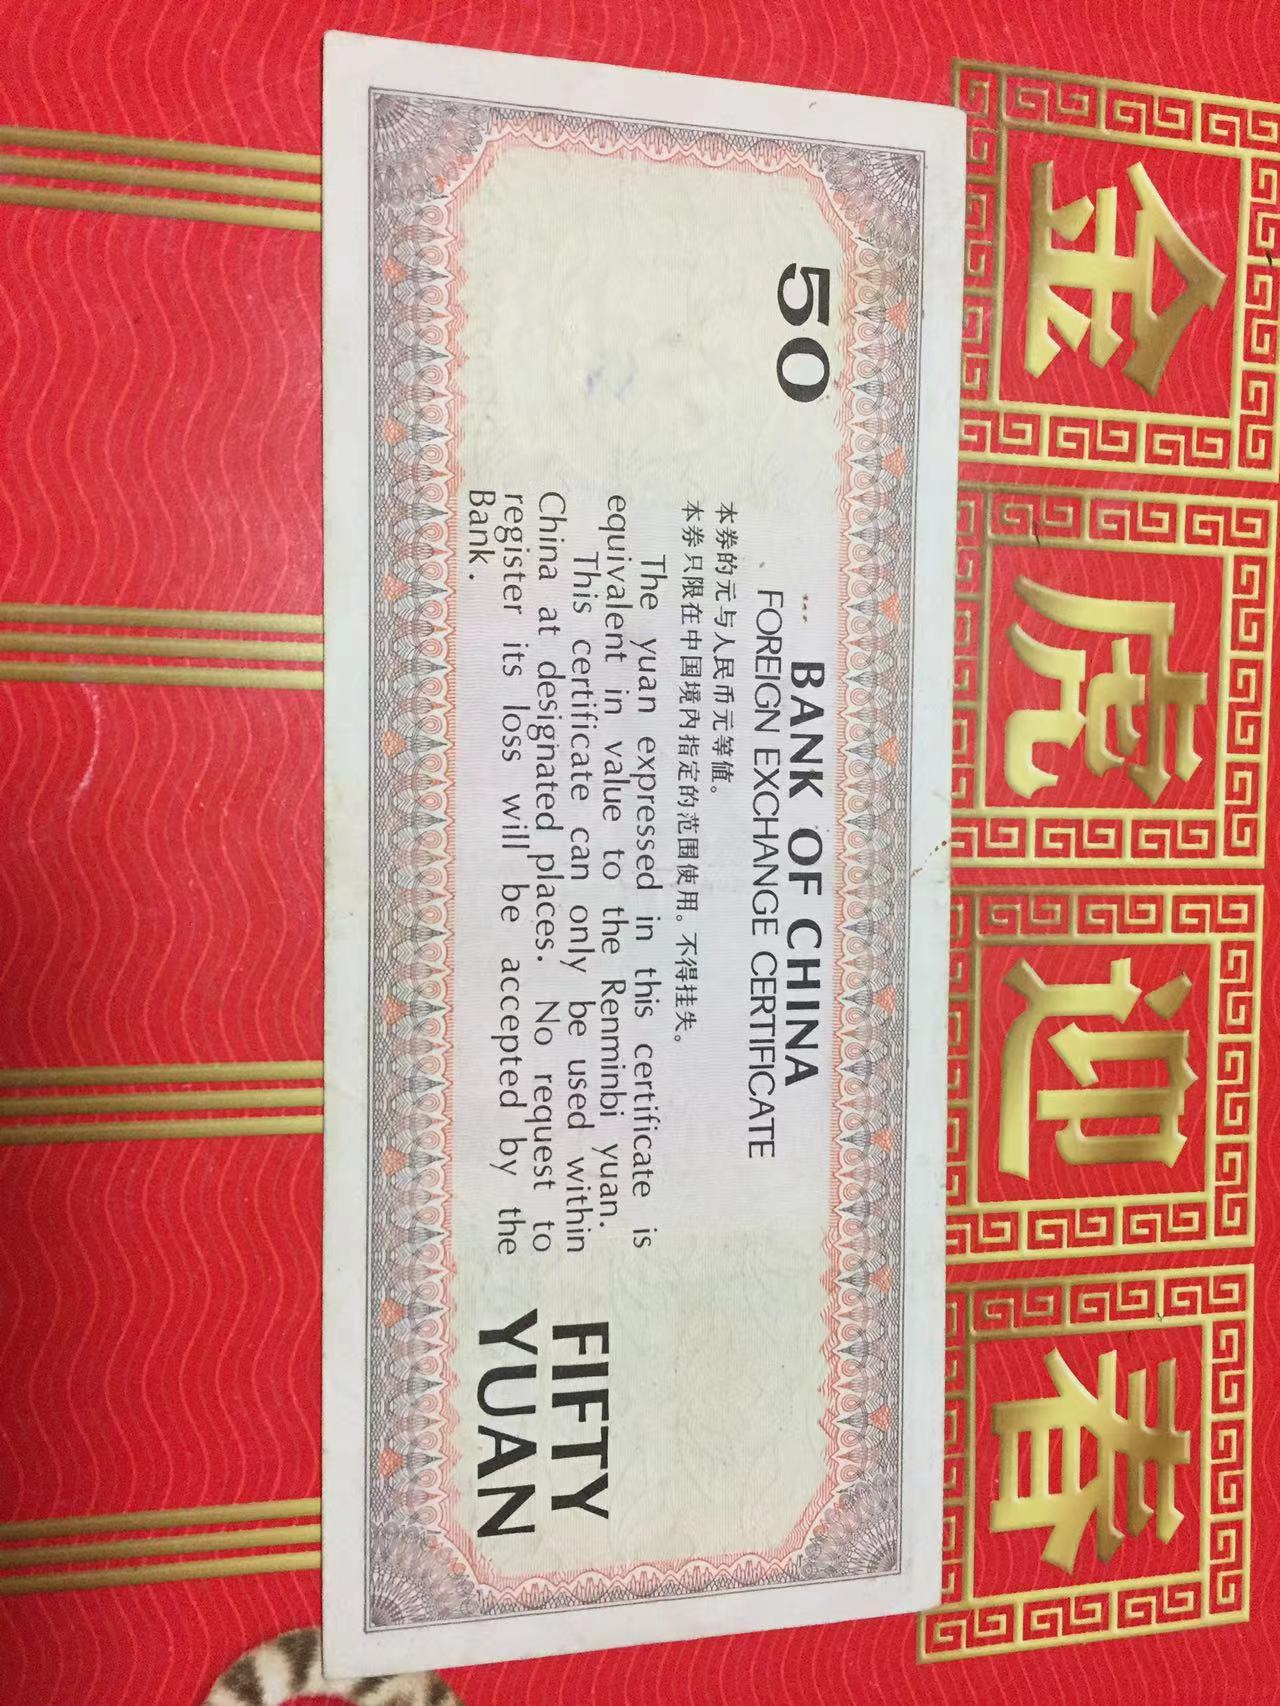 金虎迎春
50
BANK OF CHINA
FOREIGN EXCHANGE CERTIFICATE
本券的元与人民币元等值。
本券只限在中国境内指定的范围使用。不得挂失。
The yuan expressed in this certificate is
equivalent in value to the Renminbi yuan.
This certificate can only be used within
China at designated places. No request to
register its loss will be accepted by the
Bank.
FIFTY
YUAN